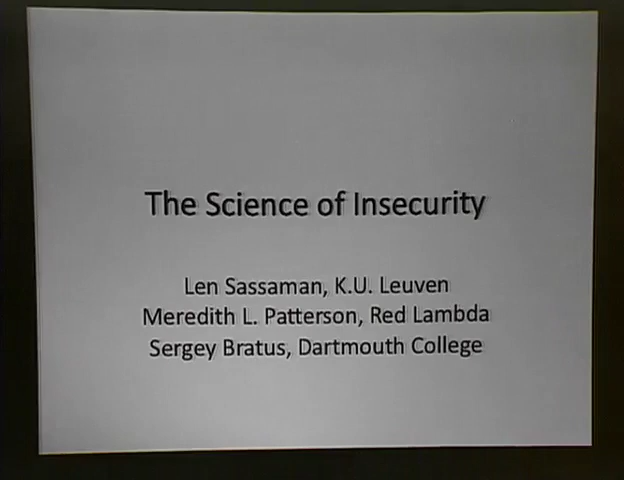 The Science of Insecurity
Len Sassaman, K.U. Leuven
Meredith L. Patterson, Red Lambda
Sergey Bratus, Dartmouth College